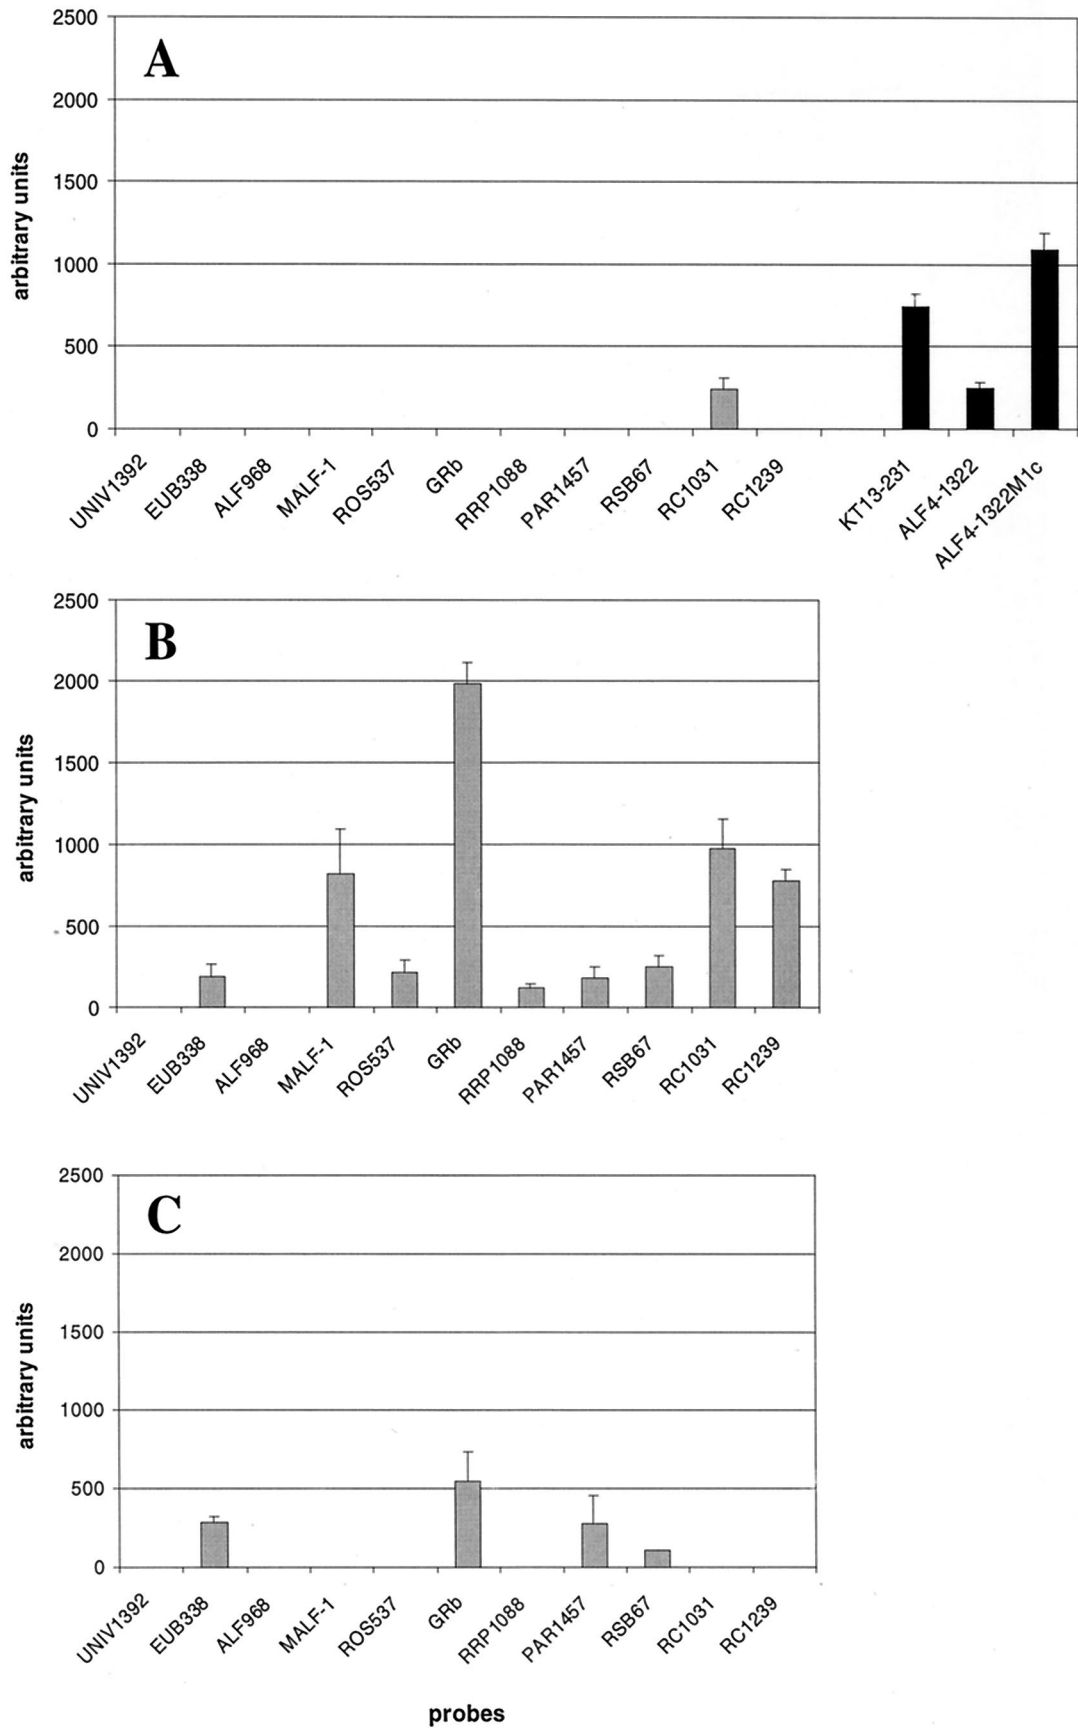 A
2500
2000
1500
1000
500
0
arbitrary units
UNIV1392
EUB338
ALF968
MALF-1
ROS537
GRb
RRP1088
PAR1457
RSB67
RC1031
RC1239
KT13-231
ALF4-1322
ALF4-1322M1c
B
2500
2000
1500
1000
500
0
arbitrary units
UNIV1392
EUB338
ALF968
MALF-1
ROS537
GRb
RRP1088
PAR1457
RSB67
RC1031
RC1239
C
2500
2000
1500
1000
500
0
arbitrary units
UNIV1392
EUB338
ALF968
MALF-1
ROS537
GRb
RRP1088
PAR1457
RSB67
RC1031
RC1239
probes